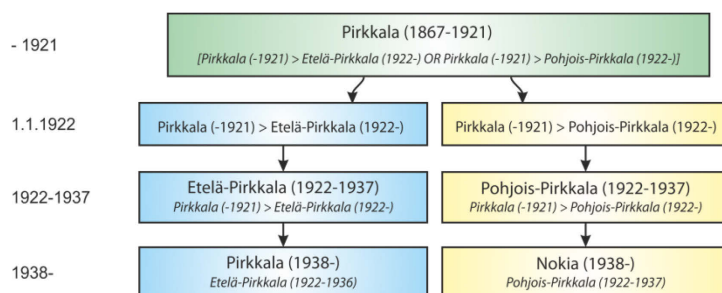 - 1921
Pirkkala (1867-1921)
[Pirkkala (-1921) > Etelä-Pirkkala (1922-) OR Pirkkala (-1921) > Pohjois-Pirkkala (1922-)]
1.1.1922
Pirkkala (-1921) > Etelä-Pirkkala (1922-)
Pirkkala (-1921) > Pohjois-Pirkkala (1922-)
1922-1937
Etelä-Pirkkala (1922-1937)
Pirkkala (-1921) > Etelä-Pirkkala (1922-)
Pohjois-Pirkkala (1922-1937)
Pirkkala (-1921) > Pohjois-Pirkkala (1922-)
1938-
Pirkkala (1938-)
Etelä-Pirkkala (1922-1936)
Nokia (1938-)
Pohjois-Pirkkala (1922-1937)